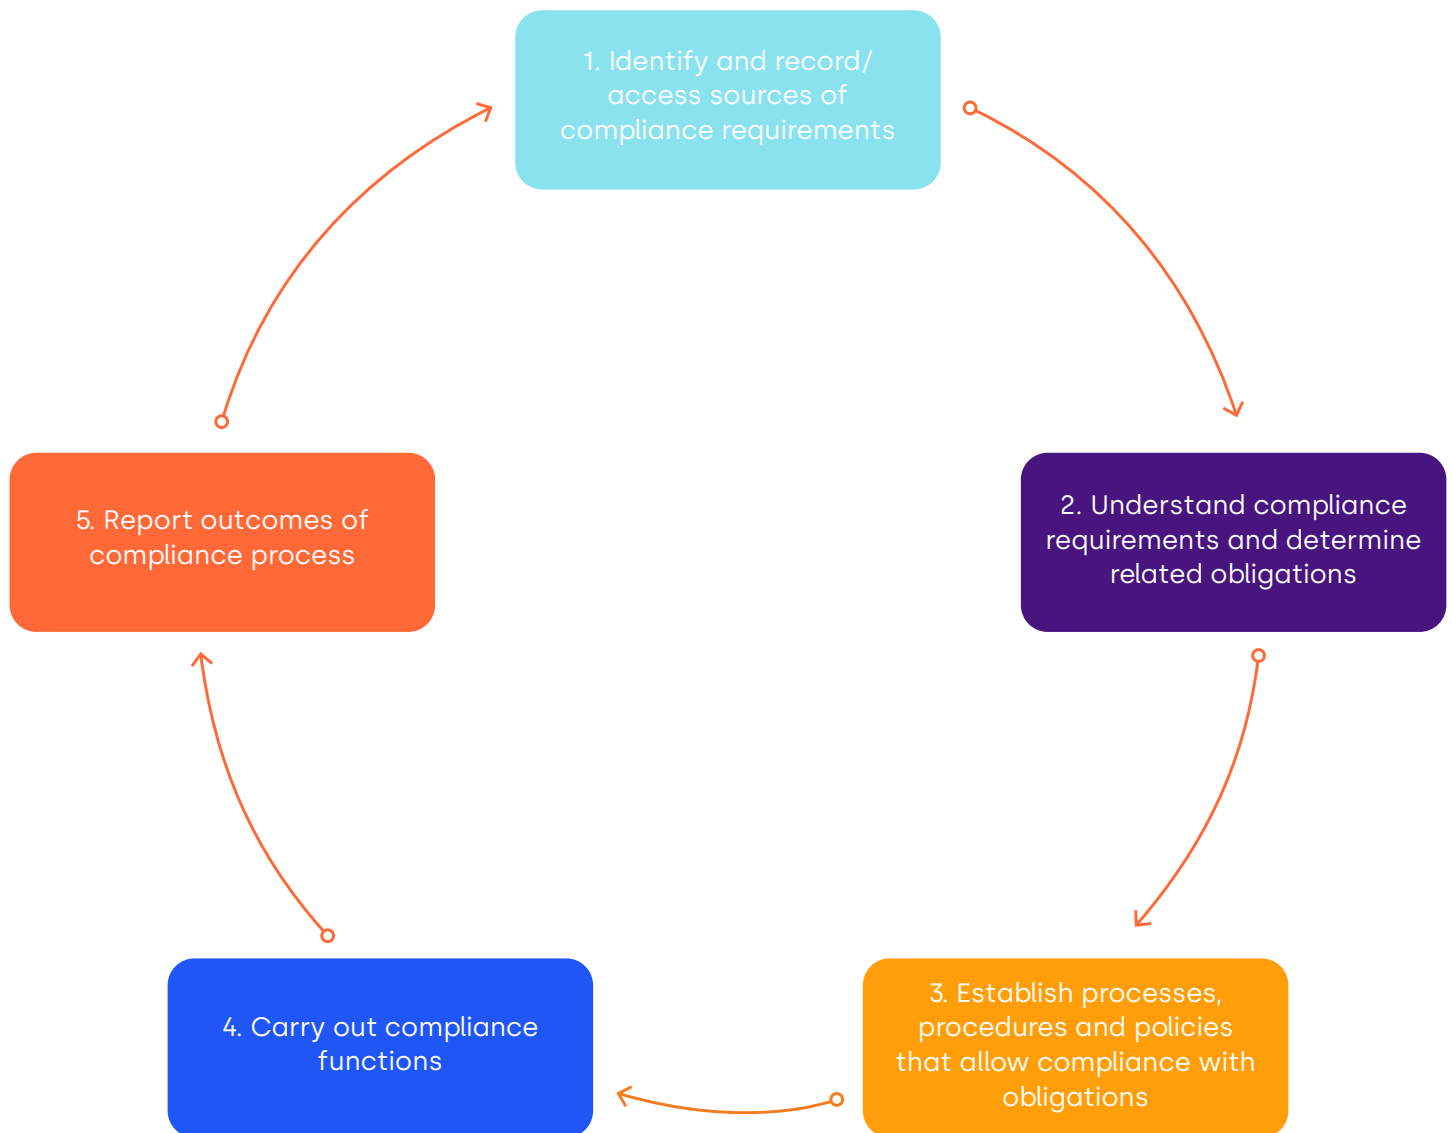 1. Identify and record/
access sources of
compliance requirements
2. Understand compliance
requirements and determine
related obligations
3. Establish processes,
procedures and policies
that allow compliance with
obligations
4. Carry out compliance
functions
5. Report outcomes of
compliance process